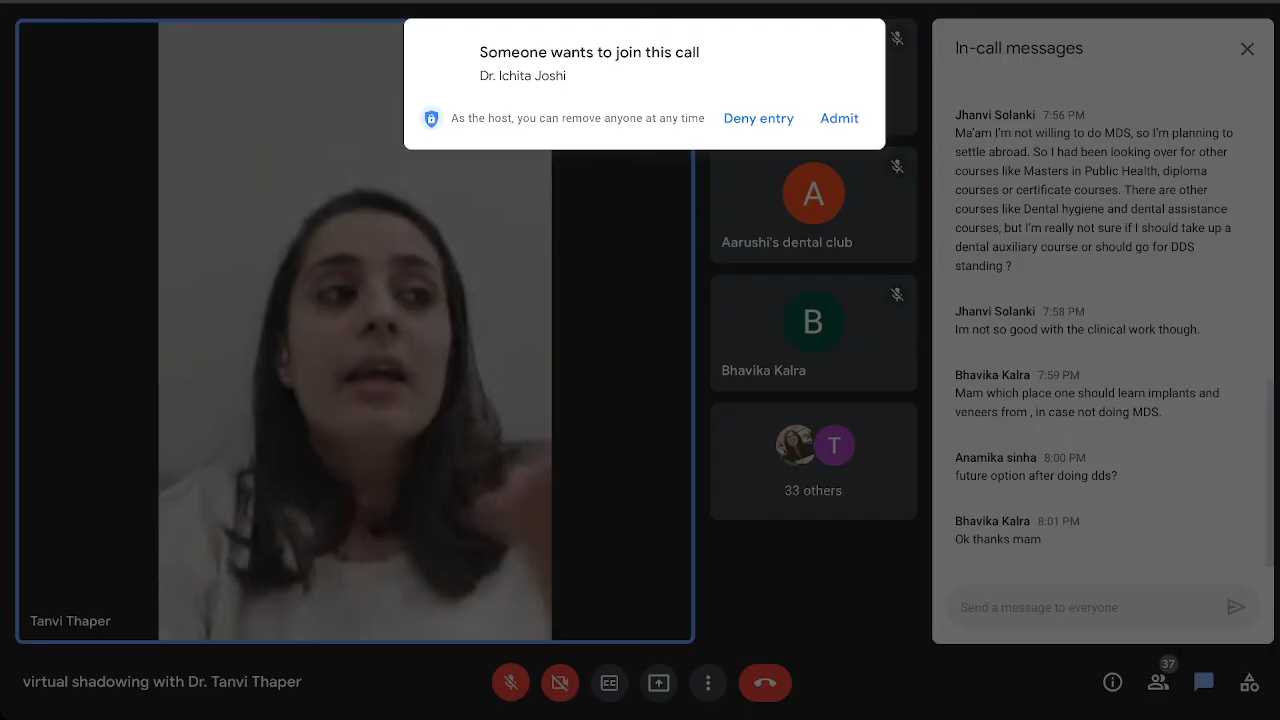 Someone wants to join this call
Dr. Ichita Joshi
As the host, you can remove anyone at any time
Deny entry
Admit
A
Aarushi's dental club
B
Bhavika Kalra
T
33 others
Tanvi Thaper
In-call messages
Jhanvi Solanki 7:56 PM
Ma'am I'm not willing to do MDS, so I'm planning to
settle abroad. So I had been looking over for other
courses like Masters in Public Health, diploma
courses or certificate courses. There are other
courses like Dental hygiene and dental assistance
courses, but I'm really not sure if I should take up a
dental auxiliary course or should go for DDS
standing ?
Jhanvi Solanki 7:58 PM
Im not so good with the clinical work though.
Bhavika Kalra 7:59 PM
Mam which place one should learn implants and
veneers from , in case not doing MDS.
Anamika sinha 8:00 PM
future option after doing dds?
Bhavika Kalra 8:01 PM
Ok thanks mam
Send a message to everyone
virtual shadowing with Dr. Tanvi Thaper
CC
37